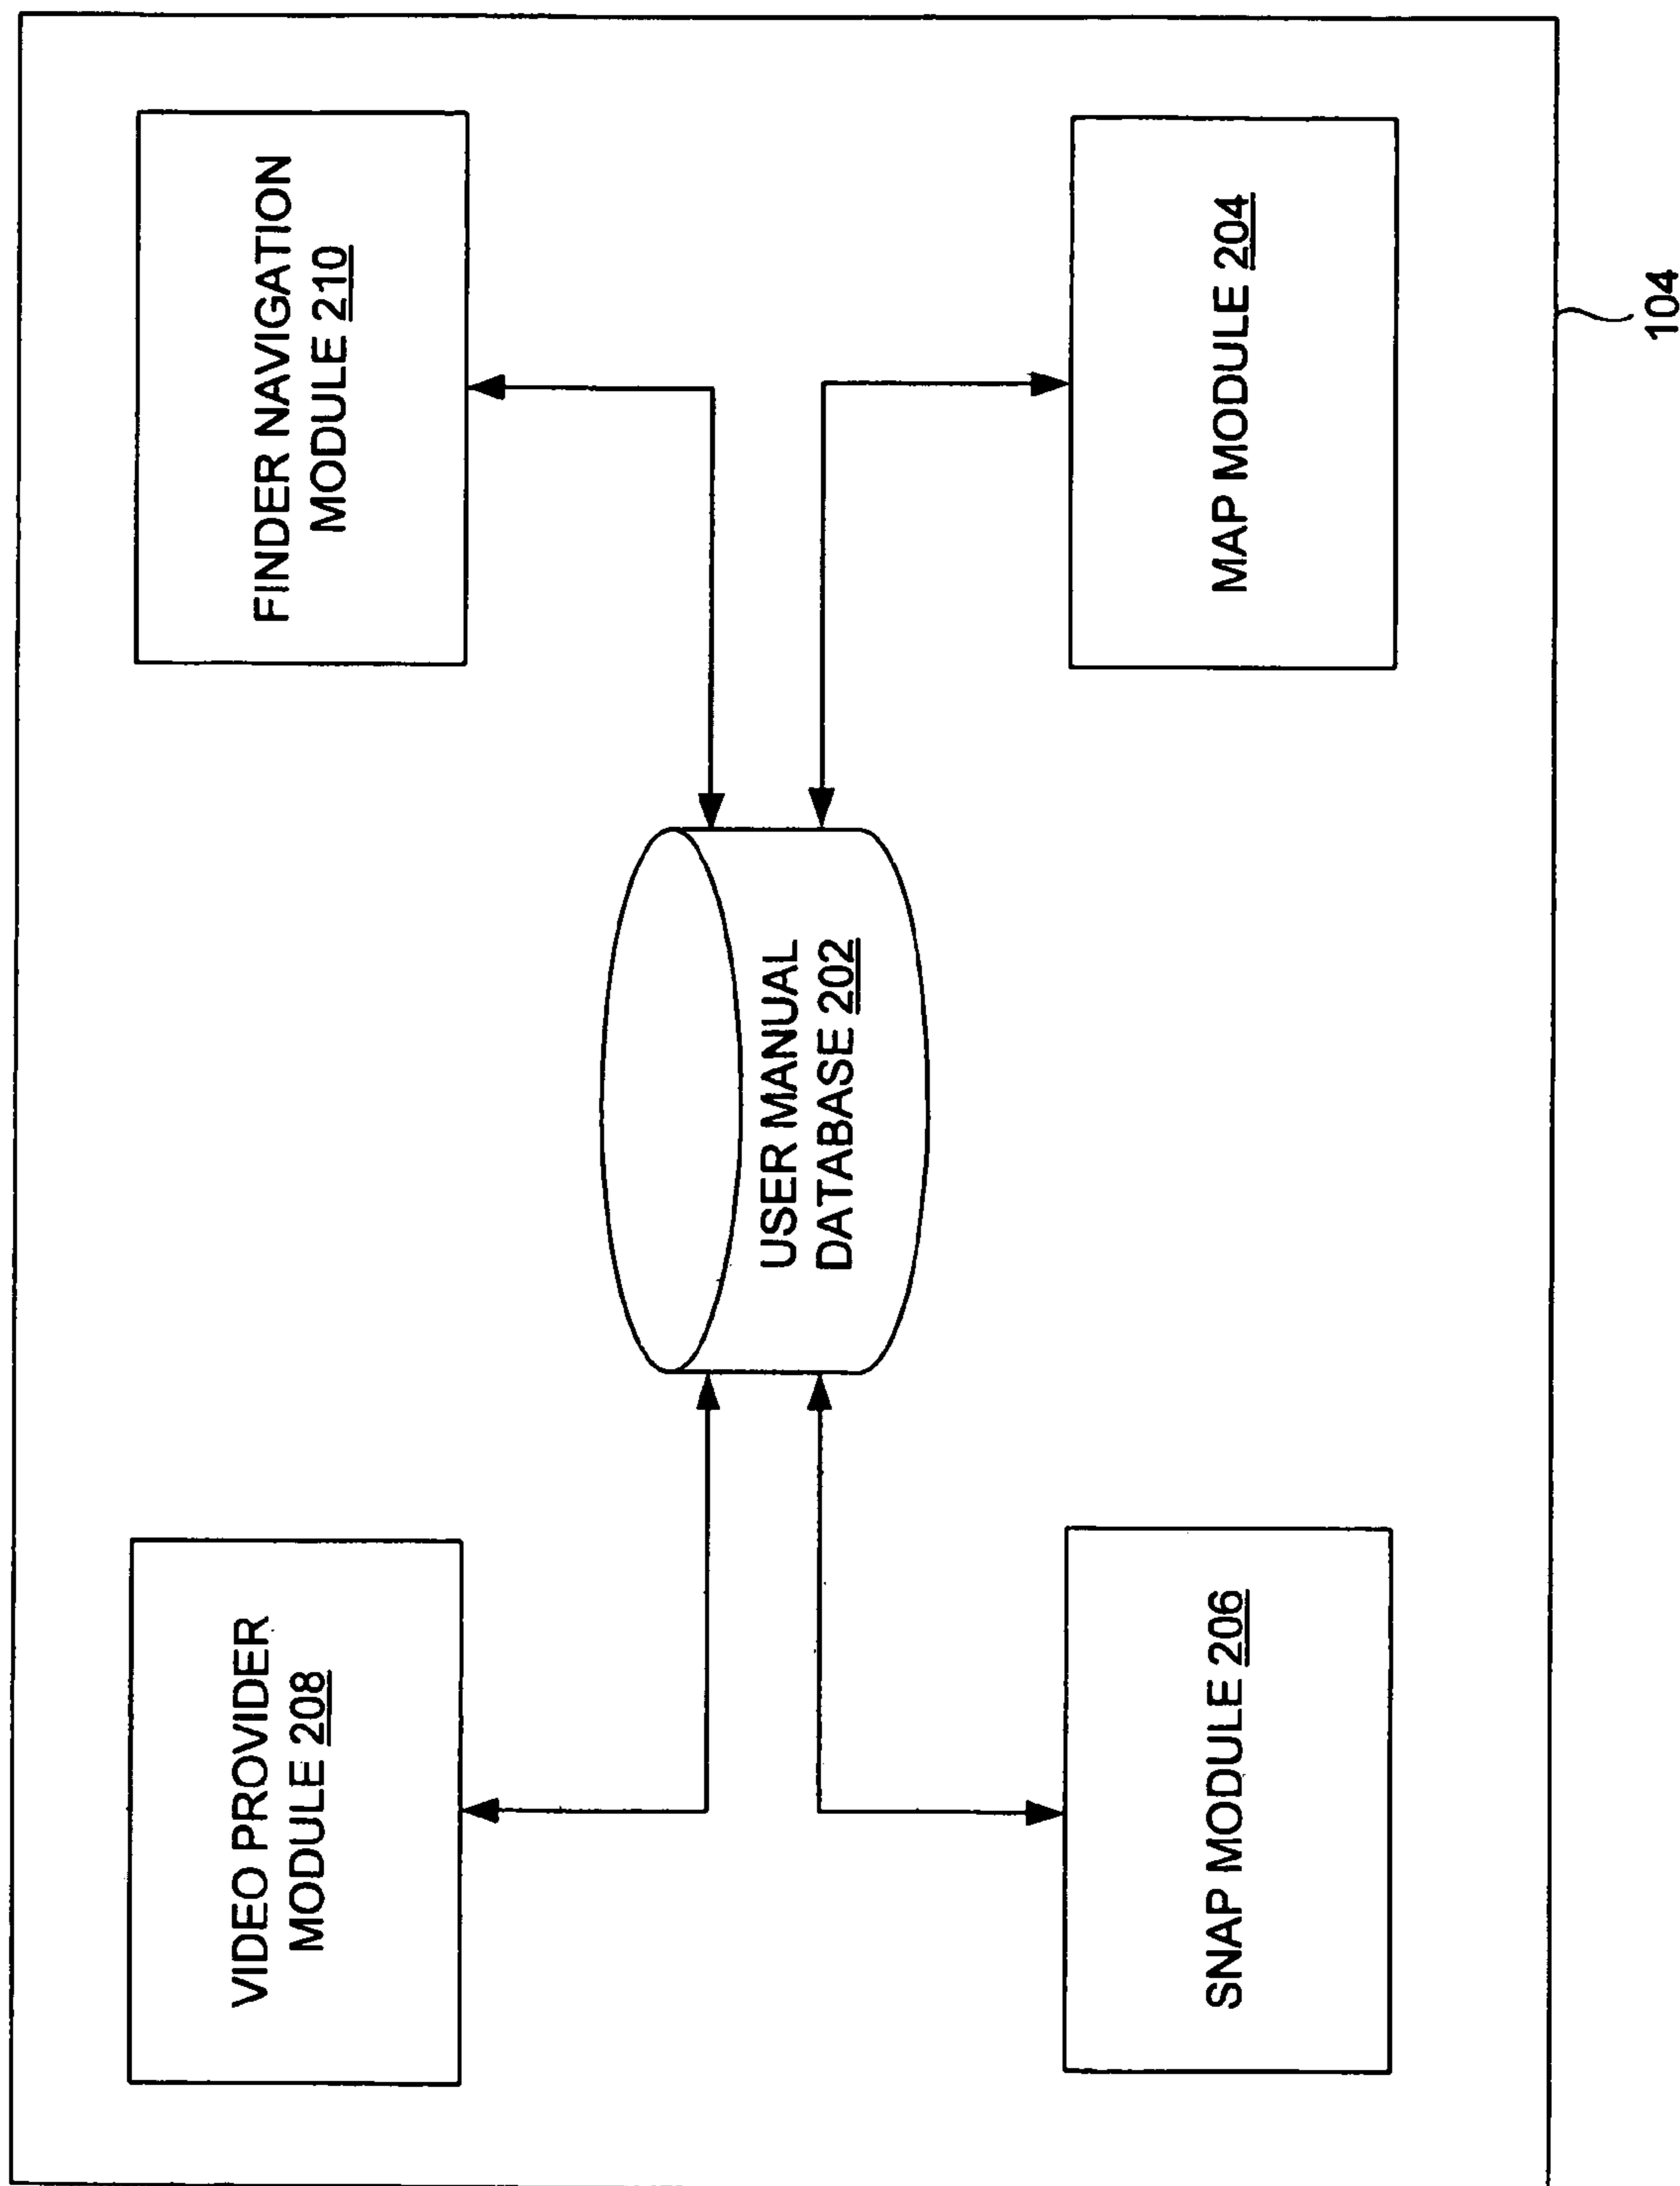 VIDEO PROVIDER
MODULE 208
FINDER NAVIGATION
MODULE 210
USER MANUAL
DATABASE 202
SNAP MODULE 206
MAP MODULE 204
104